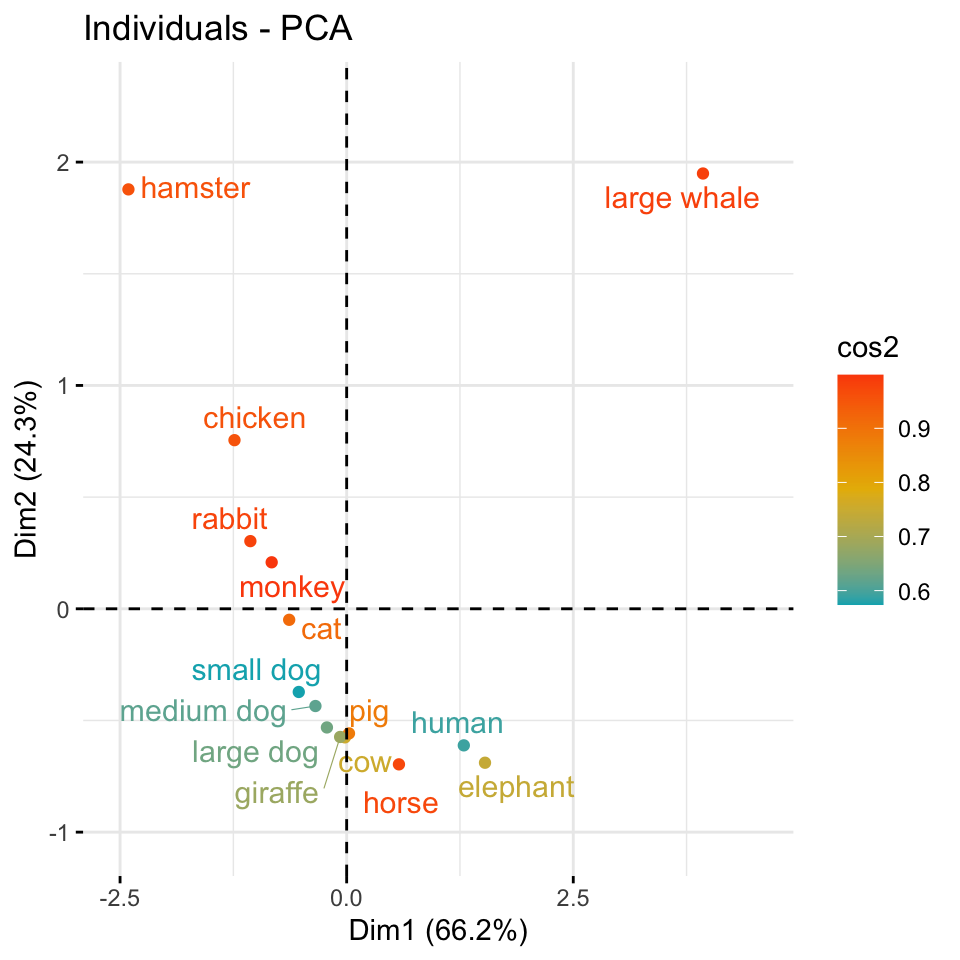 Individuals - PCA
2
hamster
large whale
cos2
1
chicken
0.9
0.8
rabbit
0.7
monkey
0.6
0
cat
small dog
medium dog
pig
human
large dog
cow
giraffe
elephant
horse
-1
-2.5
0.0
2.5
Dim1 (66.2%)
Dim2 (24.3%)